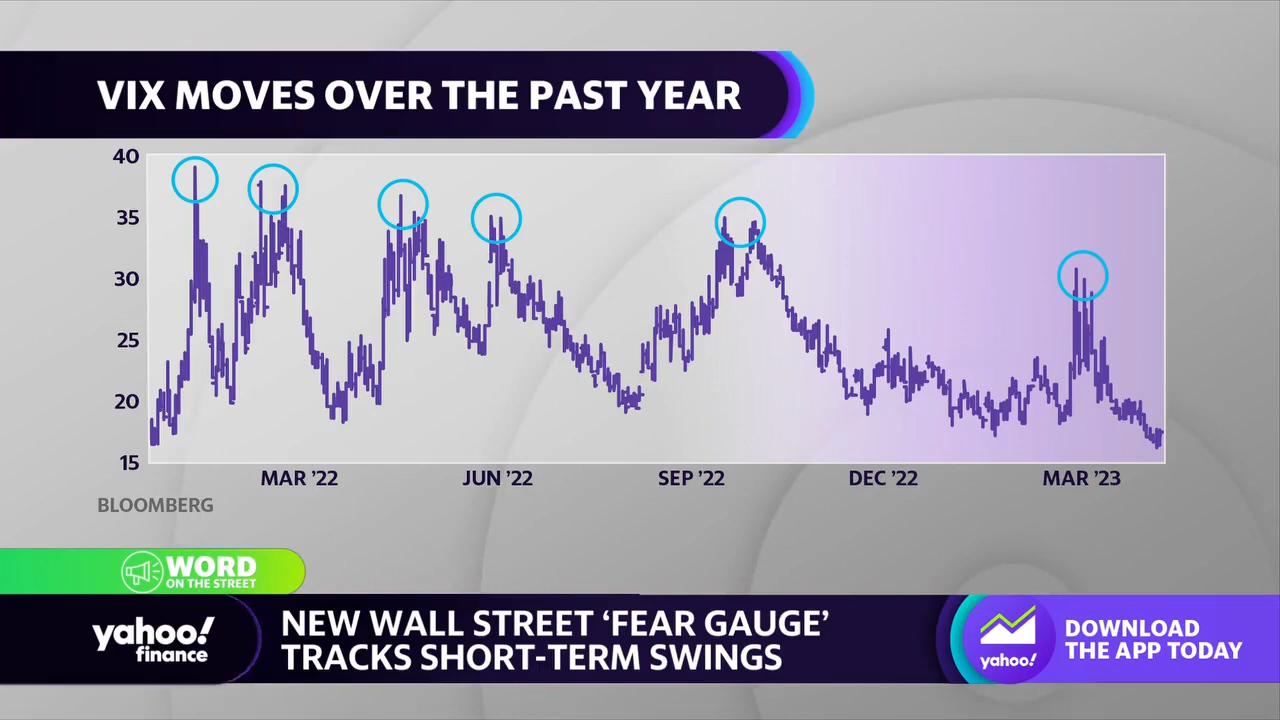 VIX MOVES OVER THE PAST YEAR
40
35
30
25
20
15
MAR ’22
JUN ’22
SEP ’22
DEC ’22
MAR ’23
BLOOMBERG
WORD
ON THE STREET
yahoo!
finance
NEW WALL STREET ‘FEAR GAUGE’
TRACKS SHORT-TERM SWINGS
yahoo!
DOWNLOAD
THE APP TODAY